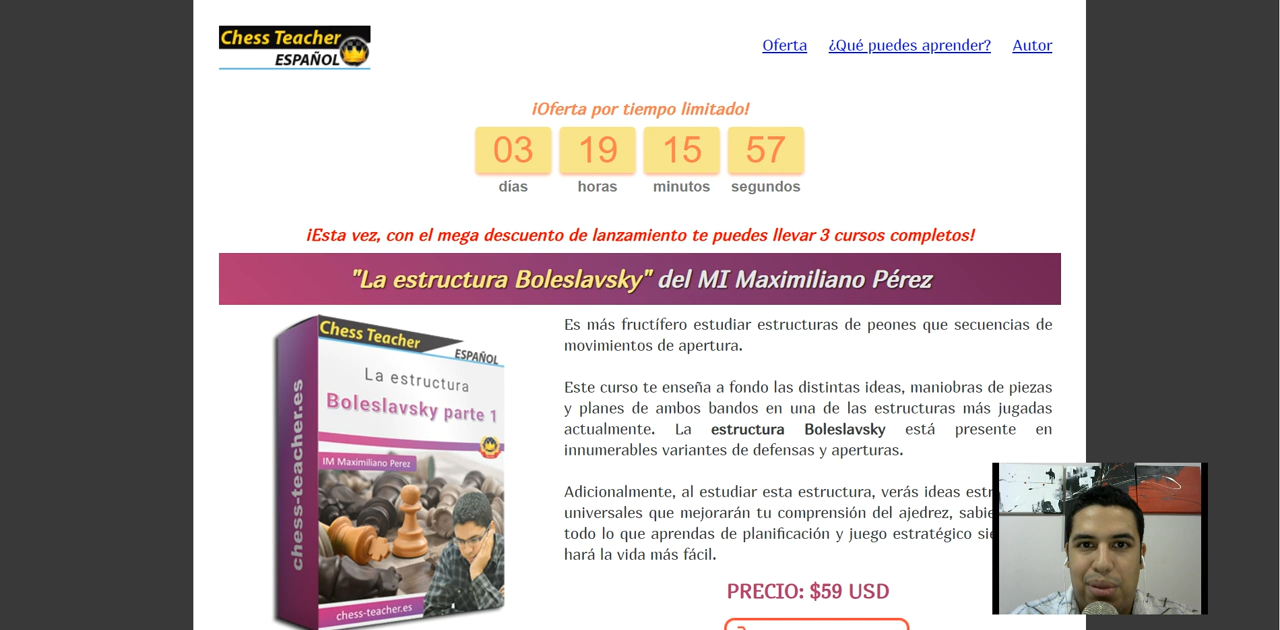 Chess Teacher
ESPAÑOL
Oferta ¿Qué puedes aprender? Autor
¡Oferta por tiempo limitado!
03 19 15 57
días horas minutos segundos
¡Esta vez, con el mega descuento de lanzamiento te puedes llevar 3 cursos completos!
"La estructura Boleslavsky" del MI Maximiliano Pérez
Chess Teacher
ESPAÑOL
La estructura
Boleslavsky parte 1
IM Maximiliano Perez
chess-teacher.es
chess-teacher.es
Es más fructífero estudiar estructuras de peones que secuencias de
movimientos de apertura.
Este curso te enseña a fondo las distintas ideas, maniobras de piezas
y planes de ambos bandos en una de las estructuras más jugadas
actualmente. La estructura Boleslavsky está presente en
innumerables variantes de defensas y aperturas.
Adicionalmente, al estudiar esta estructura, verás ideas
universales que mejorarán tu comprensión del ajedrez,
todo lo que aprendas de planificación y juego estratégico
hará la vida más fácil.
PRECIO: $59 USD